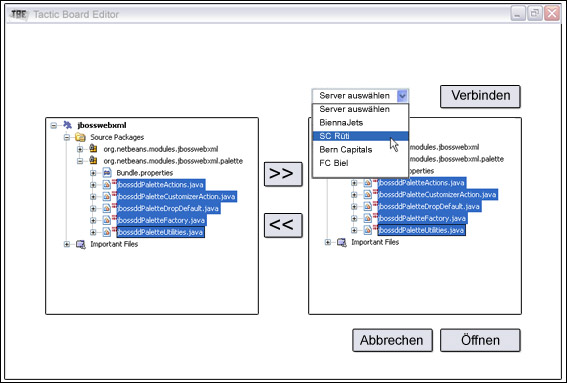 TBE Tactic Board Editor
Server auswählen
Verbinden
Server auswählen
BiennaJets
SC Rüti
Bern Capitals
FC Biel
jbosswebxml
Source Packages
org.netbeans.modules.jbosswebxml
org.netbeans.modules.jbosswebxml.palette
Bundle.properties
jbossddPaletteActions.java
jbossddPaletteCustomizerAction.java
jbossddPaletteDropDefault.java
jbossddPaletteFactory.java
jbossddPaletteUtilities.java
Important Files
>>
<<
modules.jbosswebxml
modules.jbosswebxml.palette
jbossddPaletteActions.java
jbossddPaletteCustomizerAction.java
jbossddPaletteDropDefault.java
jbossddPaletteFactory.java
jbossddPaletteUtilities.java
Important Files
Abbrechen
Öffnen